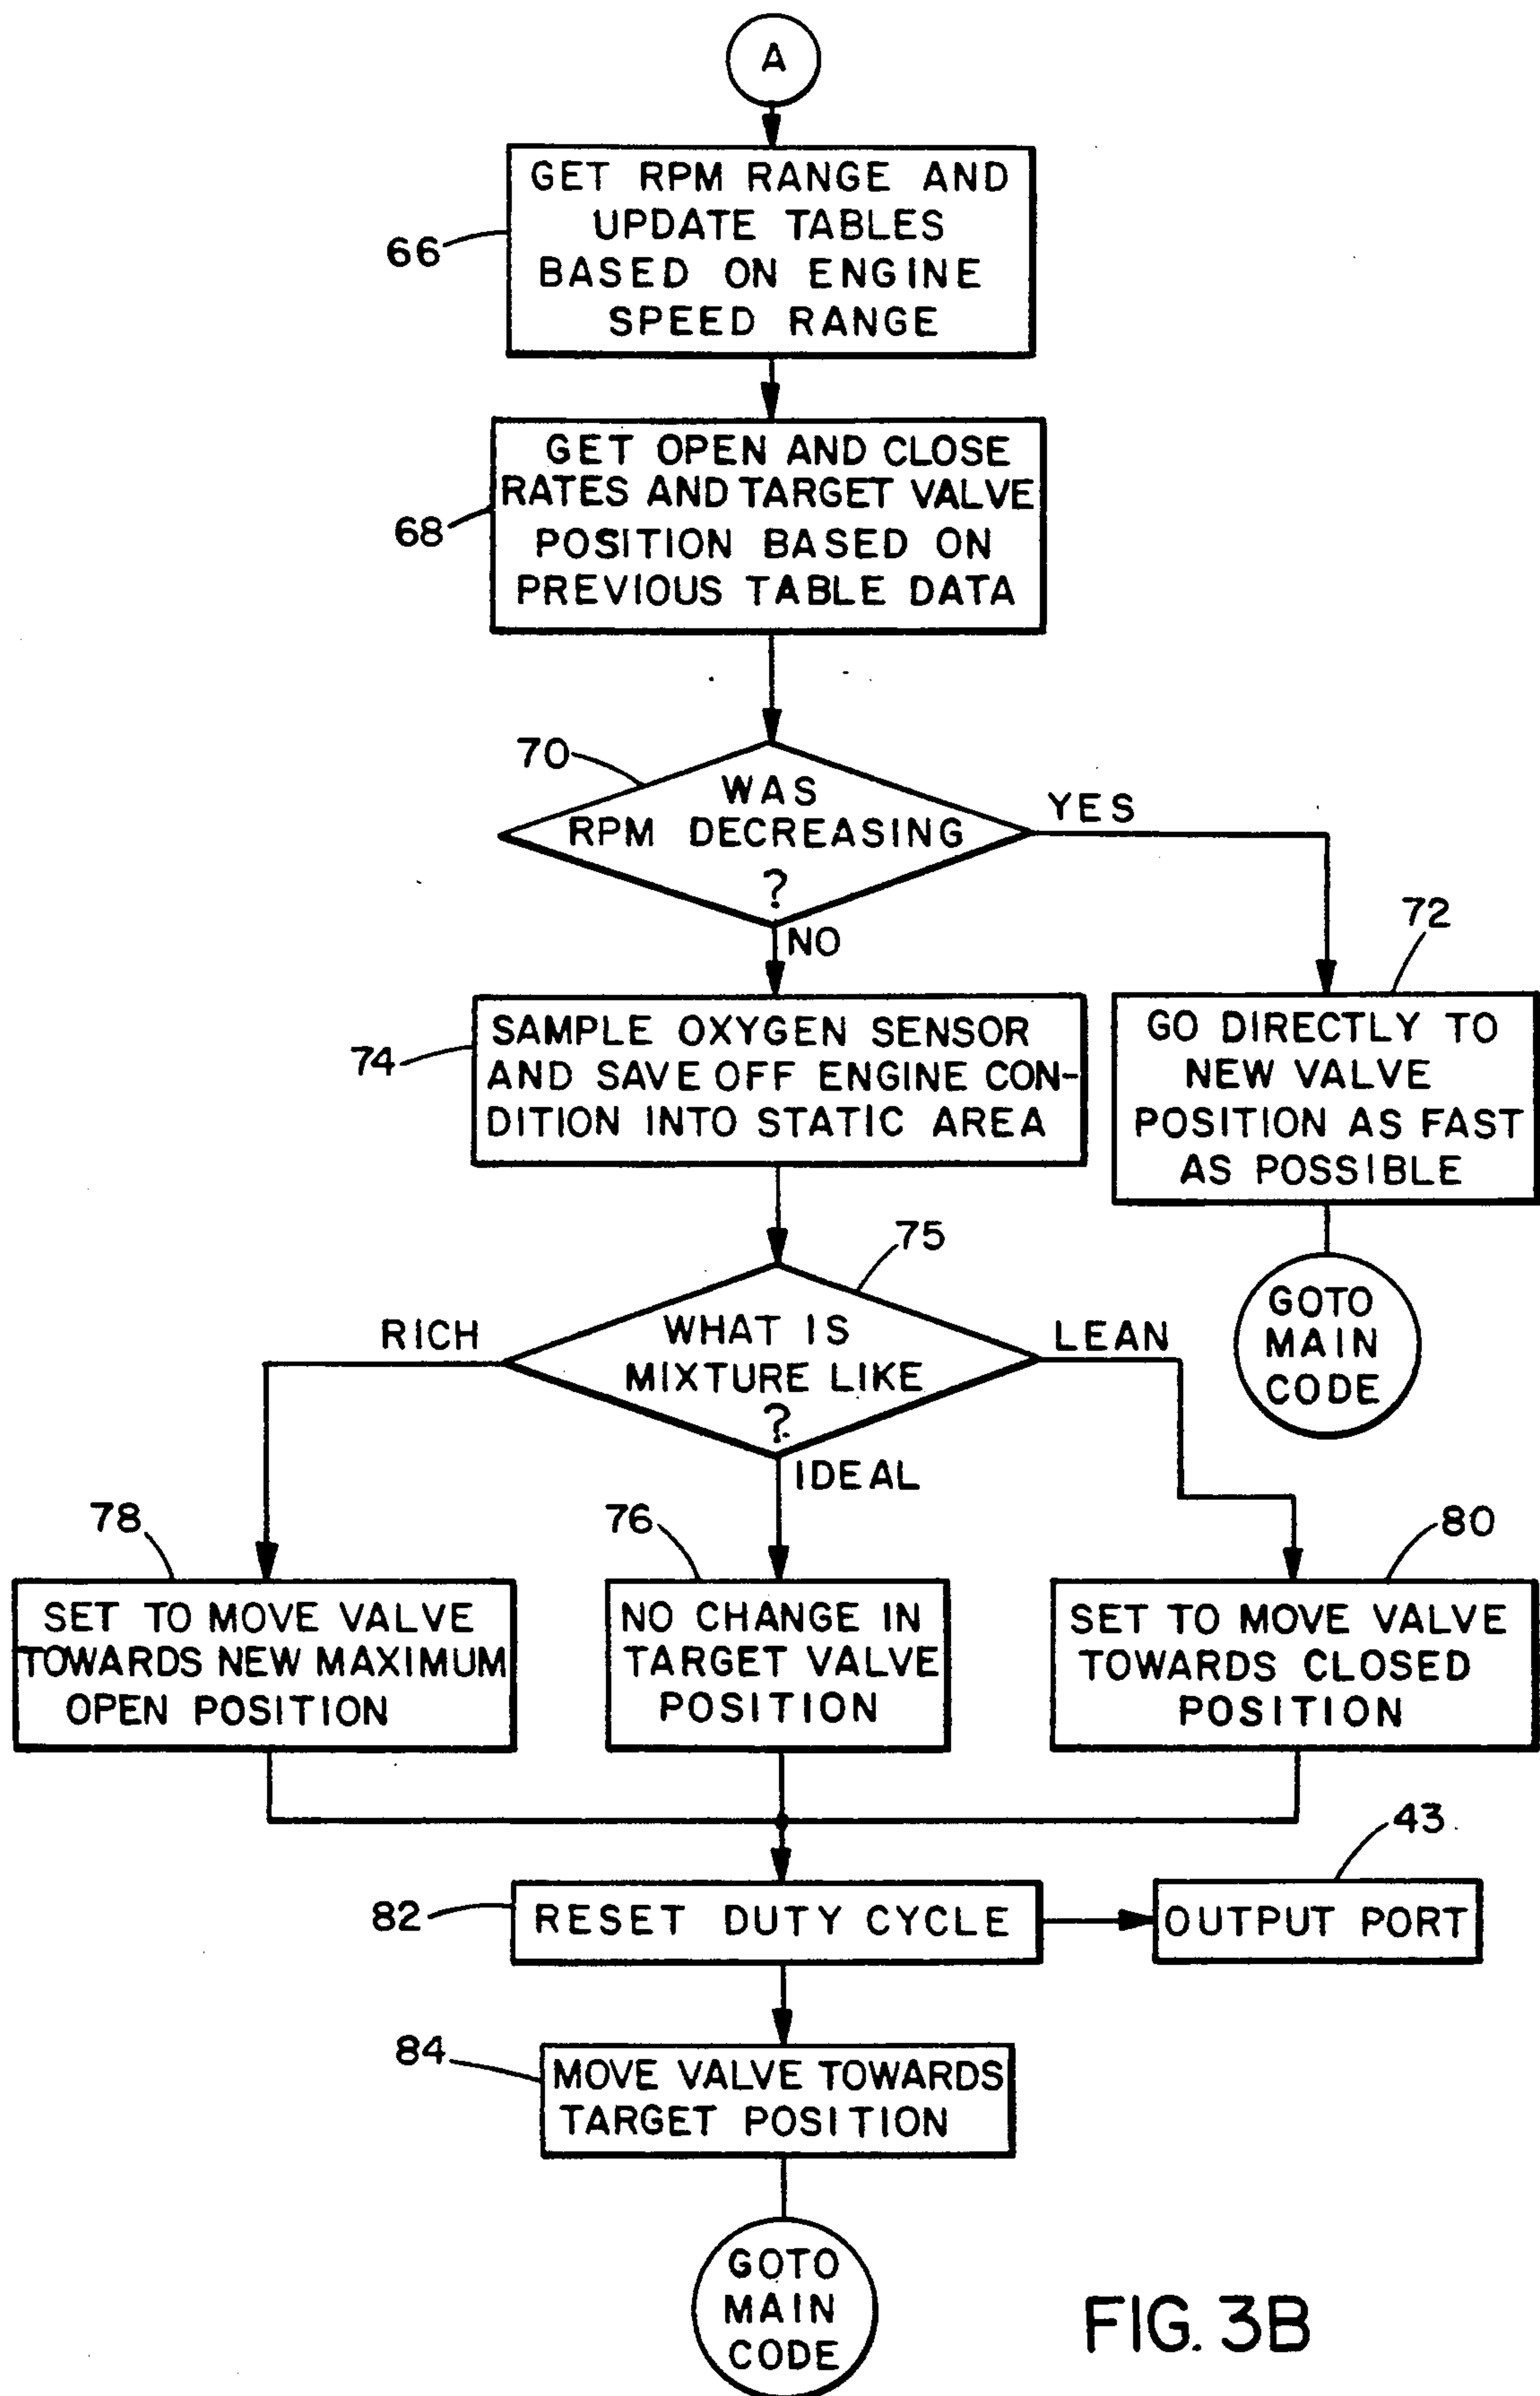 A
GET RPM RANGE AND
UPDATE TABLES
BASED ON ENGINE
SPEED RANGE
66
GET OPEN AND CLOSE
RATES AND TARGET VALVE
POSITION BASED ON
PREVIOUS TABLE DATA
68
70
WAS
RPM DECREASING
?
YES
NO
72
GO DIRECTLY TO
NEW VALVE
POSITION AS FAST
AS POSSIBLE
GOTO
MAIN
CODE
74
SAMPLE OXYGEN SENSOR
AND SAVE OFF ENGINE CON-
DITION INTO STATIC AREA
75
WHAT IS
MIXTURE LIKE
?
RICH
LEAN
IDEAL
78
SET TO MOVE VALVE
TOWARDS NEW MAXIMUM
OPEN POSITION
76
NO CHANGE IN
TARGET VALVE
POSITION
80
SET TO MOVE VALVE
TOWARDS CLOSED
POSITION
82
RESET DUTY CYCLE
43
OUTPUT PORT
84
MOVE VALVE TOWARDS
TARGET POSITION
GOTO
MAIN
CODE
FIG. 3B